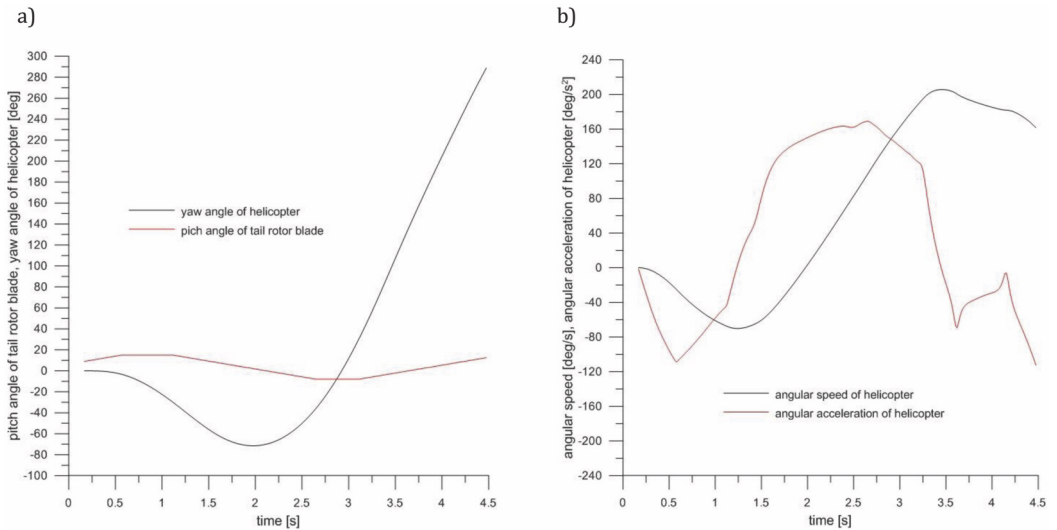 a)
300
280
260
240
220
200
180
160
140
120
100
80
60
40
20
0
-20
-40
-60
-80
-100
pitch angle of tail rotor blade, yaw angle of helicopter [deg]
yaw angle of helicopter
pich angle of tail rotor blade
0 0.5 1 1.5 2 2.5 3 3.5 4 4.5
time [s]
b)
240
200
160
120
80
40
0
-40
-80
-120
-160
-200
-240
angular speed [deg/s], angular acceleration of helicopter [deg/s²]
angular speed of helicopter
angular acceleration of helicopter
0 0.5 1 1.5 2 2.5 3 3.5 4 4.5
time [s]